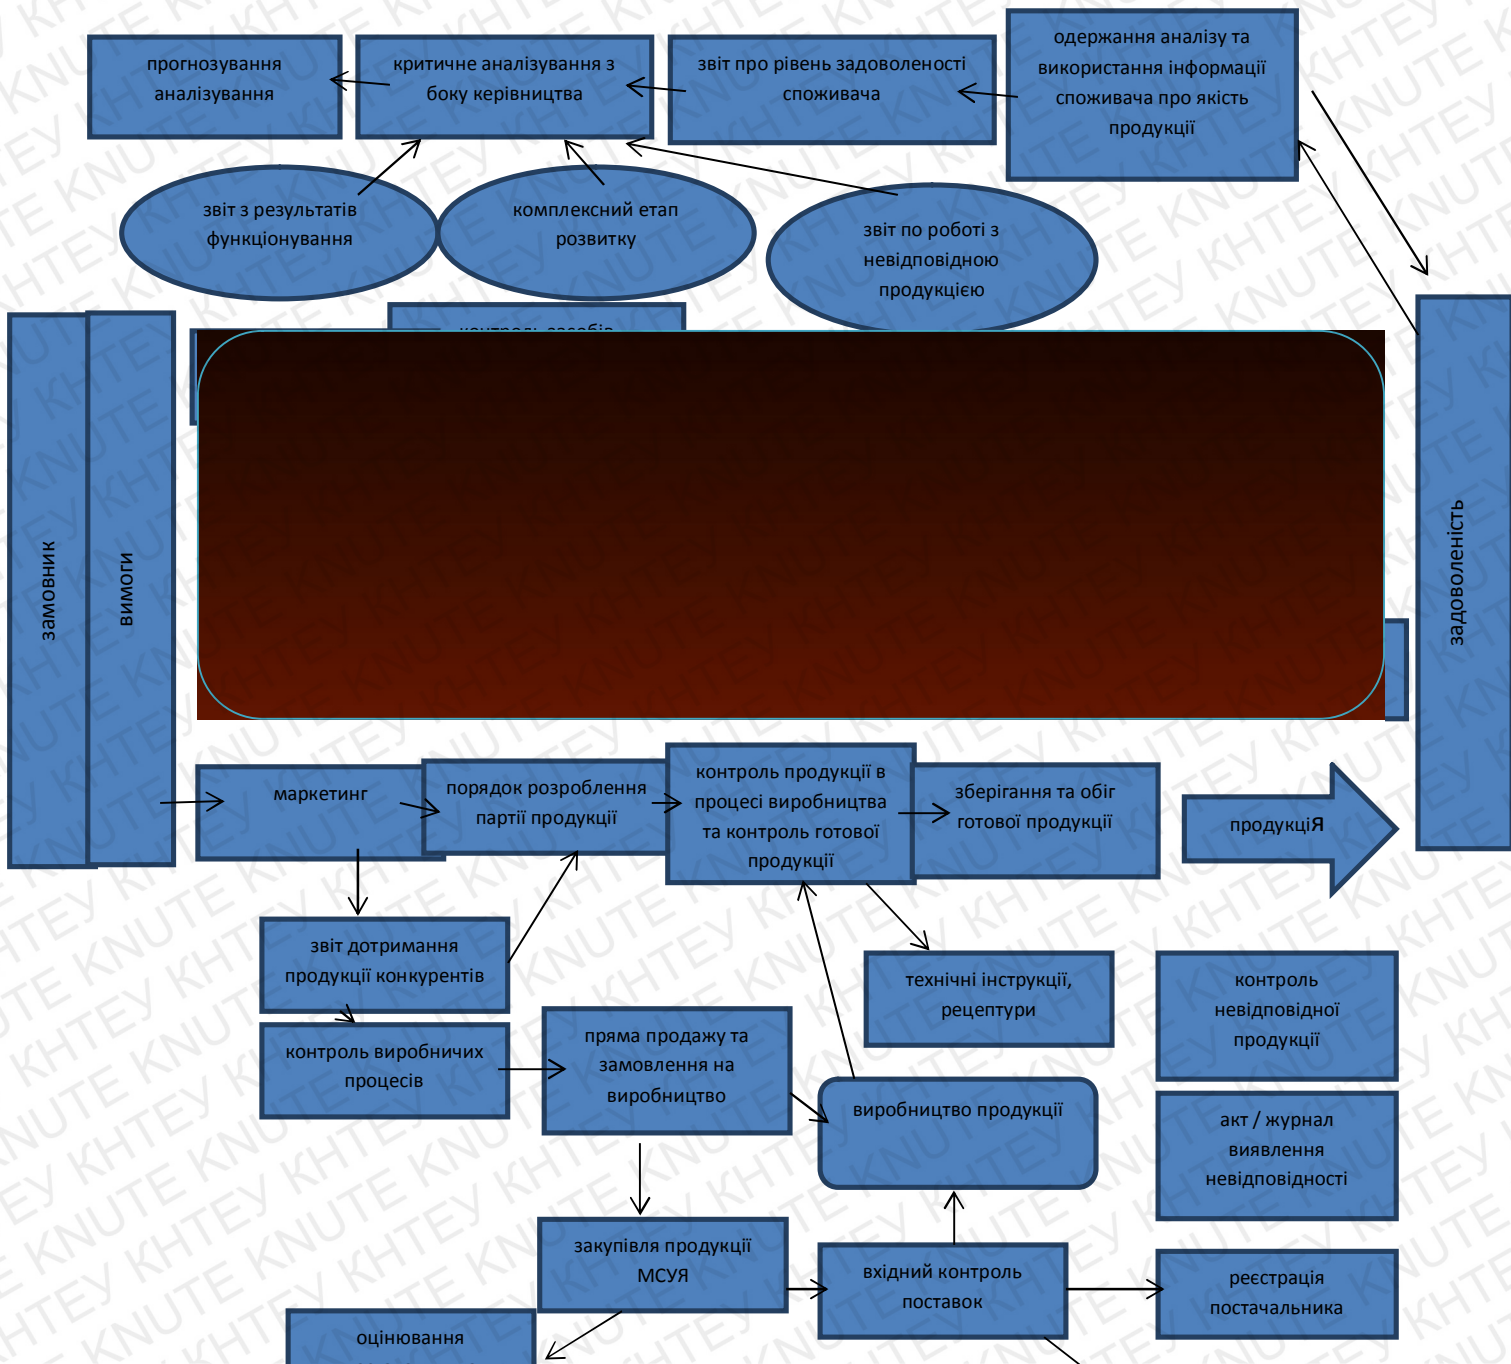 прогнозування
аналізування
критичне аналізування з
боку керівництва
звіт про рівень задоволеності
споживача
одержання аналізу та
використання інформації
споживача про якість
продукції
звіт з результатів
функціонування
комплексний етап
розвитку
звіт по роботі з
невідповідною
продукцією
контроль засобів
замовник
вимоги
задоволеність
маркетинг
порядок розроблення
партії продукції
контроль продукції в
процесі виробництва
та контроль готової
продукції
зберігання та обіг
готової продукції
продукціЯ
звіт дотримання
продукції конкурентів
технічні інструкції,
рецептури
контроль
невідповідної
продукції
контроль виробничих
процесів
пряма продажу та
замовлення на
виробництво
виробництво продукції
акт / журнал
виявлення
невідповідності
закупівля продукції
МСУЯ
вхідний контроль
поставок
реєстрація
постачальника
оцінювання